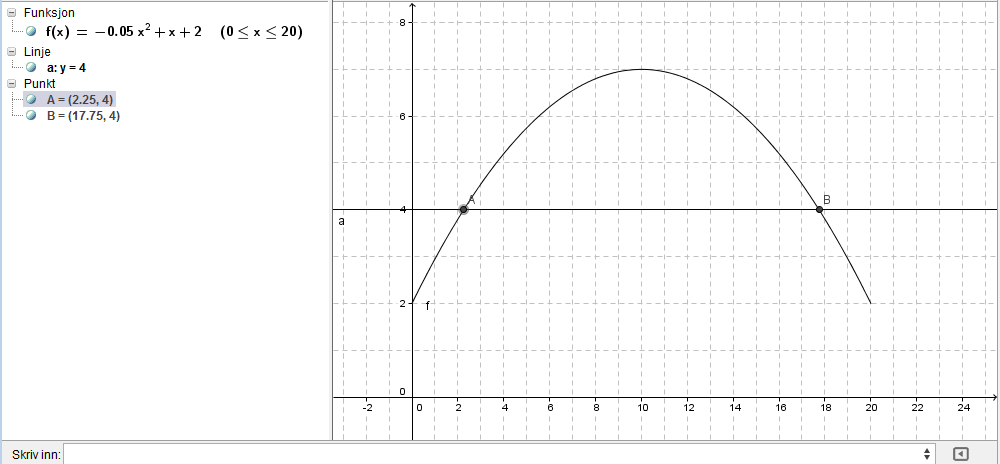 Funksjon
f(x) = −0.05 x² + x + 2 (0 ≤ x ≤ 20)
Linje
a: y = 4
Punkt
A = (2.25, 4)
B = (17.75, 4)
8
6
A
B
4
a
2
f
0
-2 0 2 4 6 8 10 12 14 16 18 20 22 24
Skriv inn: